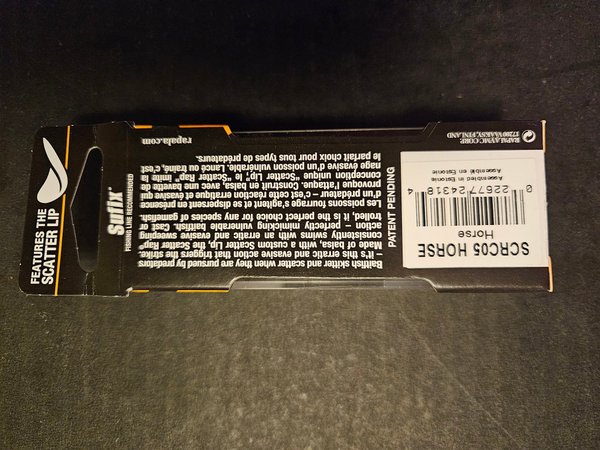 FEATURES THE
SCATTER LIP
Sufix
FISHING LINE RECOMMENDED
Baitfish skitter and scatter when they are pursued by predators
– it's this and erratic and evasive action that triggers the strike.
Made of balsa, with a custom Scatter Lip, the Scatter Rap®
consistently swims with an erratic and evasive sweeping
action – perfectly mimicking vulnerable baitfish. Cast or
trolled, it is the perfect choice for any species of gamefish.
Les poissons fourrage s'agitent et se dispersent en présence
d'un prédateur – c'est cette action erratique et évasive qui
provoque l'attaque. Construit en balsa, avec une bavette de
conception unique "Scatter Lip", le "Scatter Rap" imite la
nage évasive d'un poisson vulnérable. Lancé ou traîné, c'est
le parfait choix pour tous types de prédateurs.
PATENT PENDING
rapala.com
SCRC05 HORSE
Horse
0 22677 24318 4
Assembled in Estonia
Assemblé en Estonie
RAPALA VMC CORP.
17200 VÄÄKSY, FINLAND